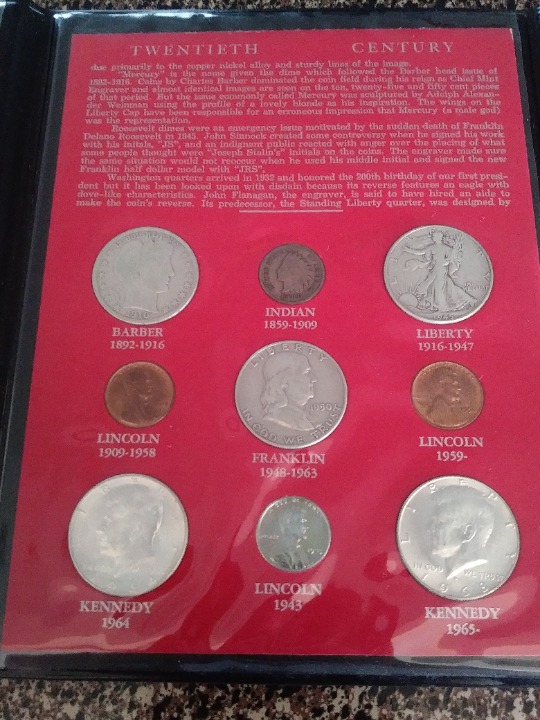 TWENTIETH CENTURY
due primarily to the copper nickel alloy and sturdy lines of the image.
"Mercury" is the name given the dime which followed the Barber head issue of
1892-1916. Coins by Charles Barber dominated the coin field during his reign as Chief Mint
Engraver and almost identical images are seen on the ten, twenty-five and fifty cent pieces
of that period. But the issue commonly called Mercury was sculptured by Adolph Alexan-
der Weinman using the profile of a lovely blonde as his inspiration. The wings on the
Liberty Cap have been responsible for an erroneous impression that Mercury (a male god)
was the representation.
Roosevelt dimes were an emergency issue motivated by the sudden death of Franklin
Delano Roosevelt in 1945. John Sinnock created some controversy when he signed his work
with his initals, "JS", and an indignant public reacted with anger over the placing of what
some people thought were "Joseph Stalin's" initials on the coins. The engraver made sure
the same situation would not reoccur when he used his middle initial and signed the new
Franklin half dollar model with "JRS".
Washington quarters arrived in 1932 and honored the 200th birthday of our first presi-
dent but it has been looked upon with disdain because its reverse features an eagle with
dove-like characteristics. John Flanagan, the engraver, is said to have hired an aide to
make the coin's reverse. Its predecessor, the Standing Liberty quarter, was designed by
1910
BARBER
1892-1916
INDIAN
1859-1909
LIBERTY
1916-1947
LINCOLN
1909-1958
LIBERTY
1950
IN GOD WE TRUST
FRANKLIN
1948-1963
LINCOLN
1959-
KENNEDY
1964
1943
LINCOLN
1943
LIBERTY
IN GOD WE TRUST
1968
KENNEDY
1965-